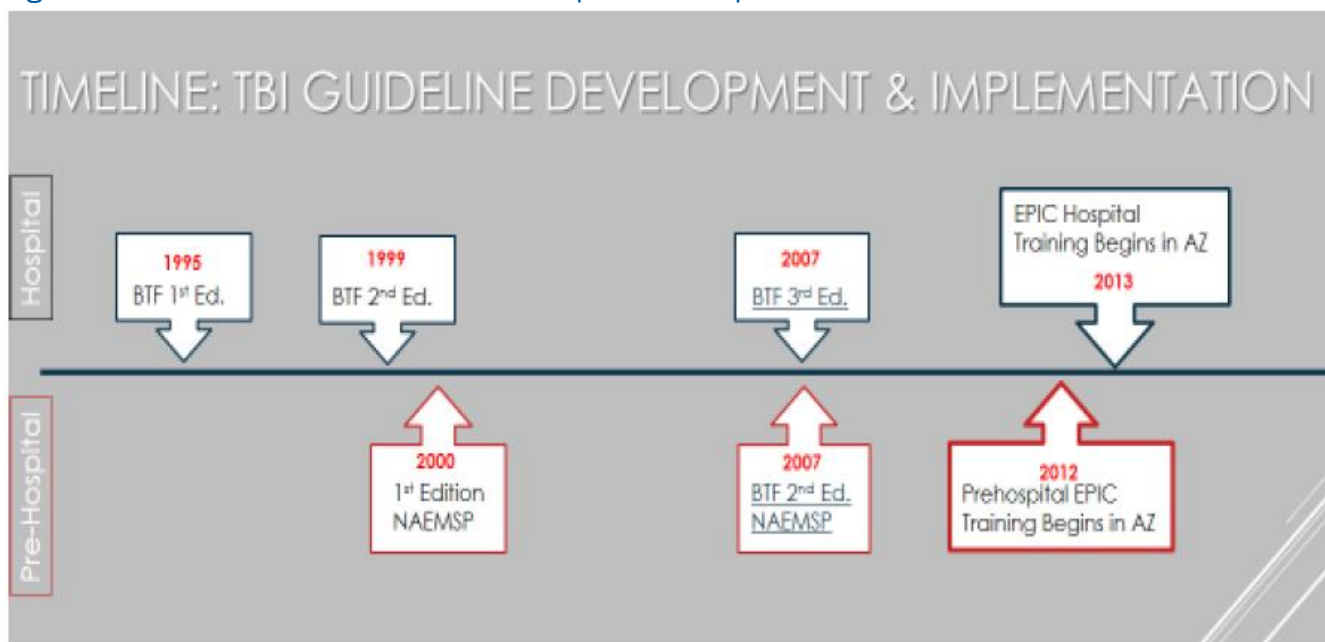 TIMELINE: TBI GUIDELINE DEVELOPMENT & IMPLEMENTATION
Hospital
1995
BTF 1st Ed.
1999
BTF 2nd Ed.
2007
BTF 3rd Ed.
EPIC Hospital
Training Begins in AZ
2013
Pre-Hospital
2000
1st Edition
NAEMSP
2007
BTF 2nd Ed.
NAEMSP
2012
Prehospital EPIC
Training Begins in AZ